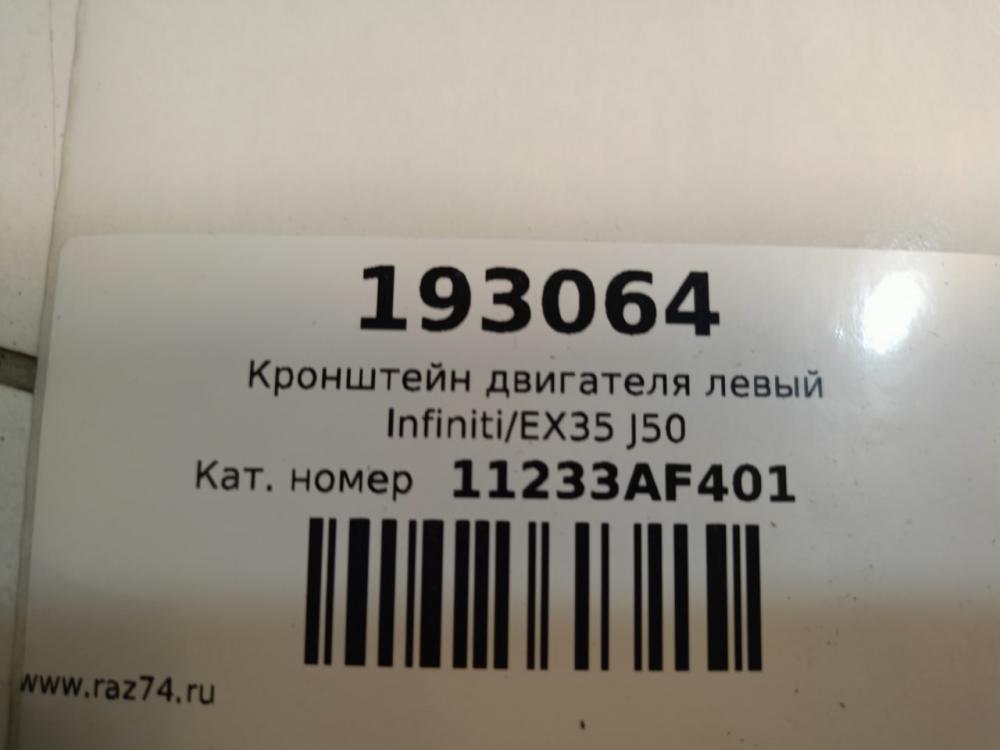 193064
Кронштейн двигателя левый
Infiniti/EX35 J50
Кат. номер 11233AF401
www.raz74.ru